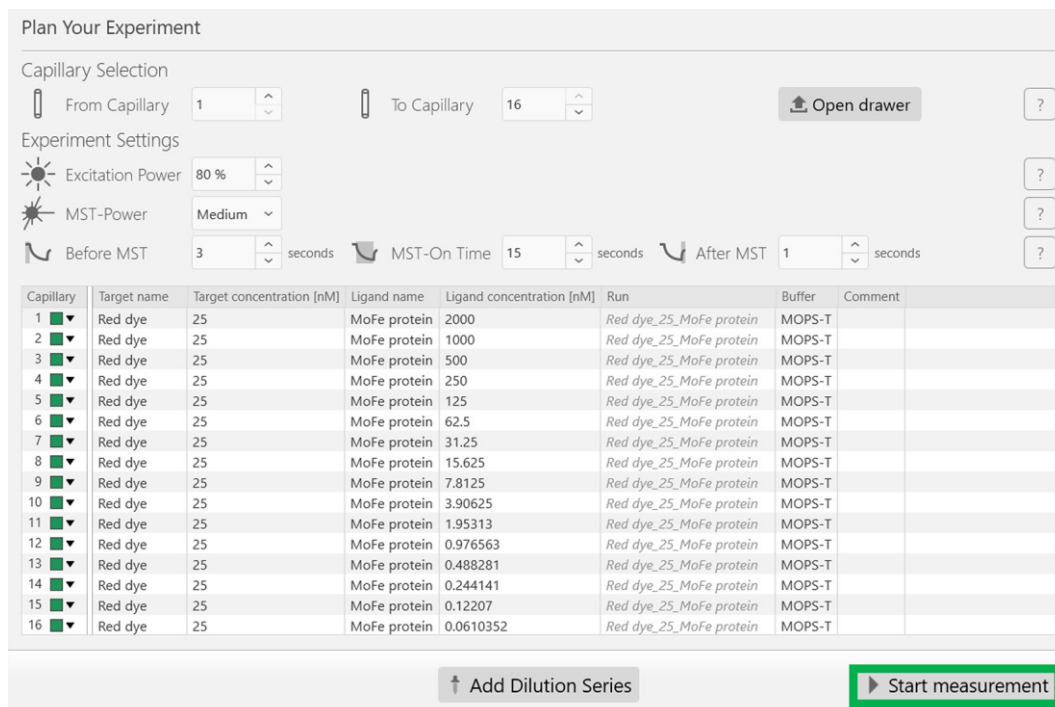 Plan Your Experiment
Capillary Selection
From Capillary 1 To Capillary 16 Open drawer ?
Experiment Settings
Excitation Power 80 % ?
MST-Power Medium ?
Before MST 3 seconds MST-On Time 15 seconds After MST 1 seconds ?
Capillary Target name Target concentration [nM] Ligand name Ligand concentration [nM] Run Buffer Comment
1 Red dye 25 MoFe protein 2000 Red dye_25_MoFe protein MOPS-T
2 Red dye 25 MoFe protein 1000 Red dye_25_MoFe protein MOPS-T
3 Red dye 25 MoFe protein 500 Red dye_25_MoFe protein MOPS-T
4 Red dye 25 MoFe protein 250 Red dye_25_MoFe protein MOPS-T
5 Red dye 25 MoFe protein 125 Red dye_25_MoFe protein MOPS-T
6 Red dye 25 MoFe protein 62.5 Red dye_25_MoFe protein MOPS-T
7 Red dye 25 MoFe protein 31.25 Red dye_25_MoFe protein MOPS-T
8 Red dye 25 MoFe protein 15.625 Red dye_25_MoFe protein MOPS-T
9 Red dye 25 MoFe protein 7.8125 Red dye_25_MoFe protein MOPS-T
10 Red dye 25 MoFe protein 3.90625 Red dye_25_MoFe protein MOPS-T
11 Red dye 25 MoFe protein 1.95313 Red dye_25_MoFe protein MOPS-T
12 Red dye 25 MoFe protein 0.976563 Red dye_25_MoFe protein MOPS-T
13 Red dye 25 MoFe protein 0.488281 Red dye_25_MoFe protein MOPS-T
14 Red dye 25 MoFe protein 0.244141 Red dye_25_MoFe protein MOPS-T
15 Red dye 25 MoFe protein 0.12207 Red dye_25_MoFe protein MOPS-T
16 Red dye 25 MoFe protein 0.0610352 Red dye_25_MoFe protein MOPS-T
Add Dilution Series Start measurement